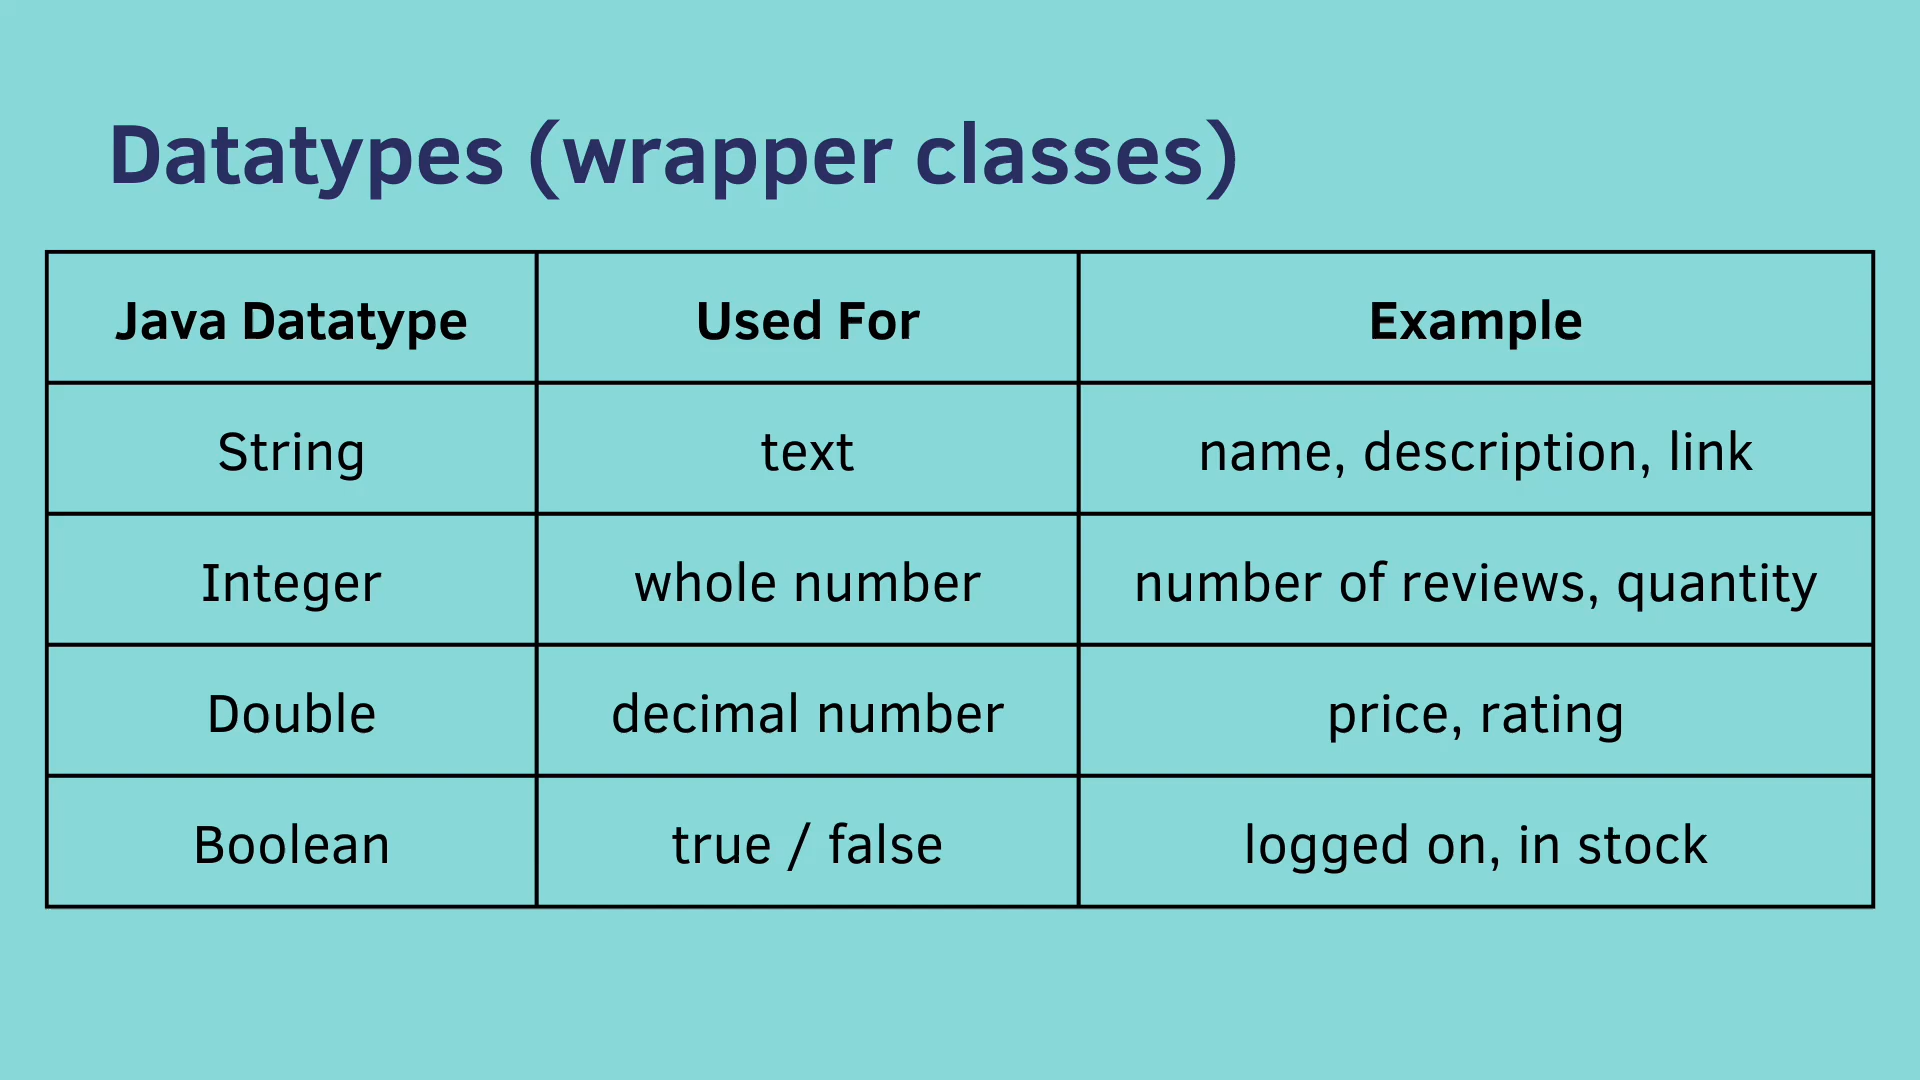 Datatypes (wrapper classes)
Java Datatype Used For Example
String text name, description, link
Integer whole number number of reviews, quantity
Double decimal number price, rating
Boolean true / false logged on, in stock